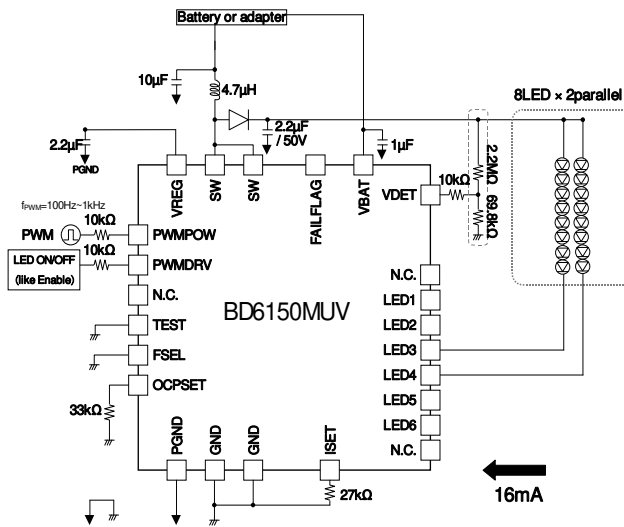 Battery or adapter
10μF
4.7μH
8LED × 2parallel
2.2μF
/ 50V
2.2μF
1μF
PGND
2.2MΩ
10kΩ
69.8kΩ
VREG
SW
SW
FAILFLAG
VBAT
VDET
fPWM=100Hz~1kHz
10kΩ
PWM
PWMPOW
10kΩ
LED ON/OFF
(like Enable)
PWMDRV
N.C.
TEST
FSEL
OCPSET
33kΩ
BD6150MUV
N.C.
LED1
LED2
LED3
LED4
LED5
LED6
N.C.
PGND
GND
GND
ISET
27kΩ
16mA